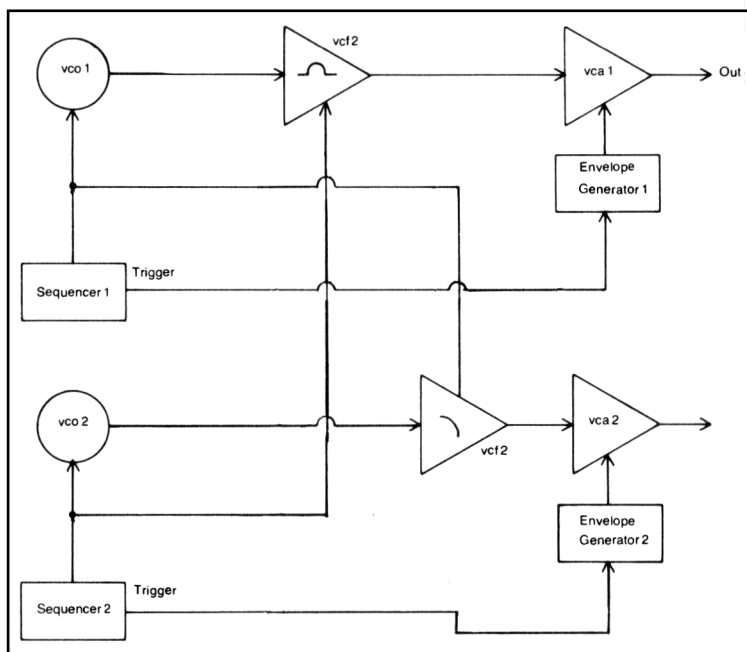 vco 1
vcf 2
vca 1
Out
Envelope
Generator 1
Trigger
Sequencer 1
vco 2
vcf 2
vca 2
Envelope
Generator 2
Trigger
Sequencer 2